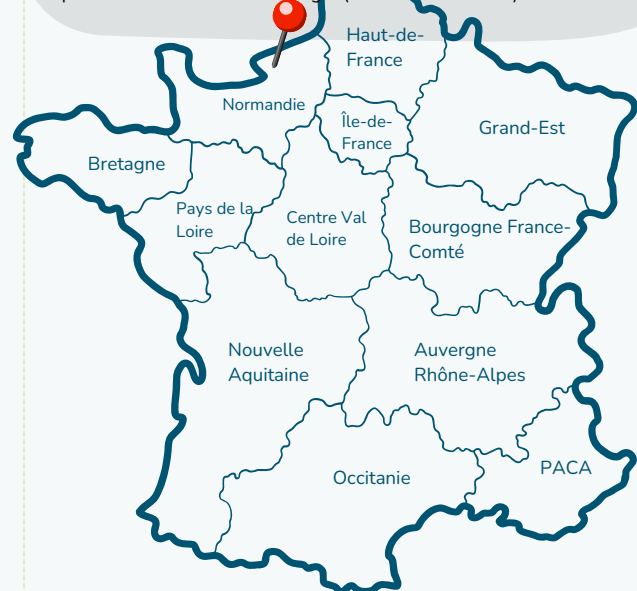 Haut-de-
France
Normandie
Île-de-
France
Grand-Est
Bretagne
Pays de la
Loire
Centre Val
de Loire
Bourgogne France-
Comté
Nouvelle
Aquitaine
Auvergne
Rhône-Alpes
Occitanie
PACA